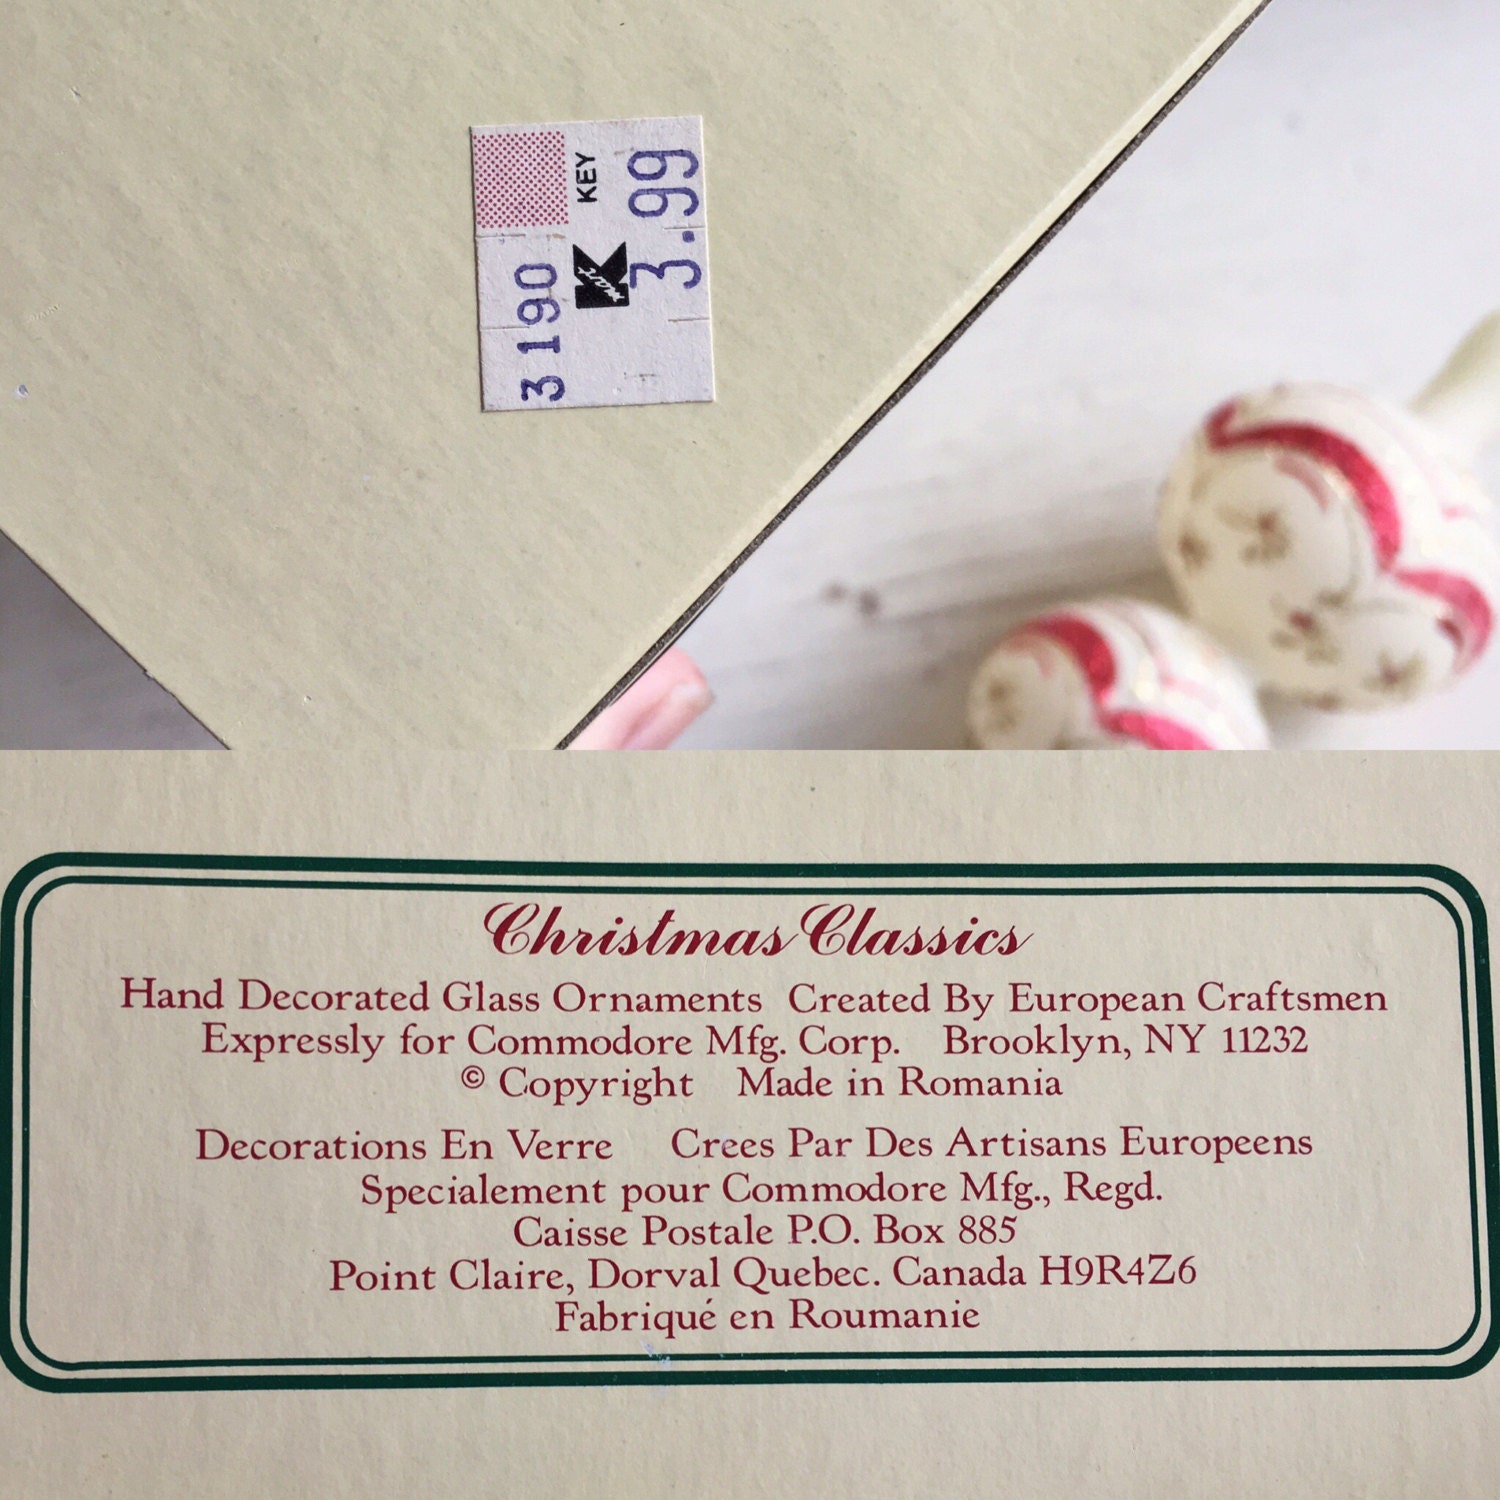 KEY
3.99
K mart
3190
Christmas Classics
Hand Decorated Glass Ornaments Created By European Craftsmen
Expressly for Commodore Mfg. Corp. Brooklyn, NY 11232
© Copyright Made in Romania
Decorations En Verre Crees Par Des Artisans Europeens
Specialement pour Commodore Mfg., Regd.
Caisse Postale P.O. Box 885
Point Claire, Dorval Quebec. Canada H9R4Z6
Fabriqué en Roumanie